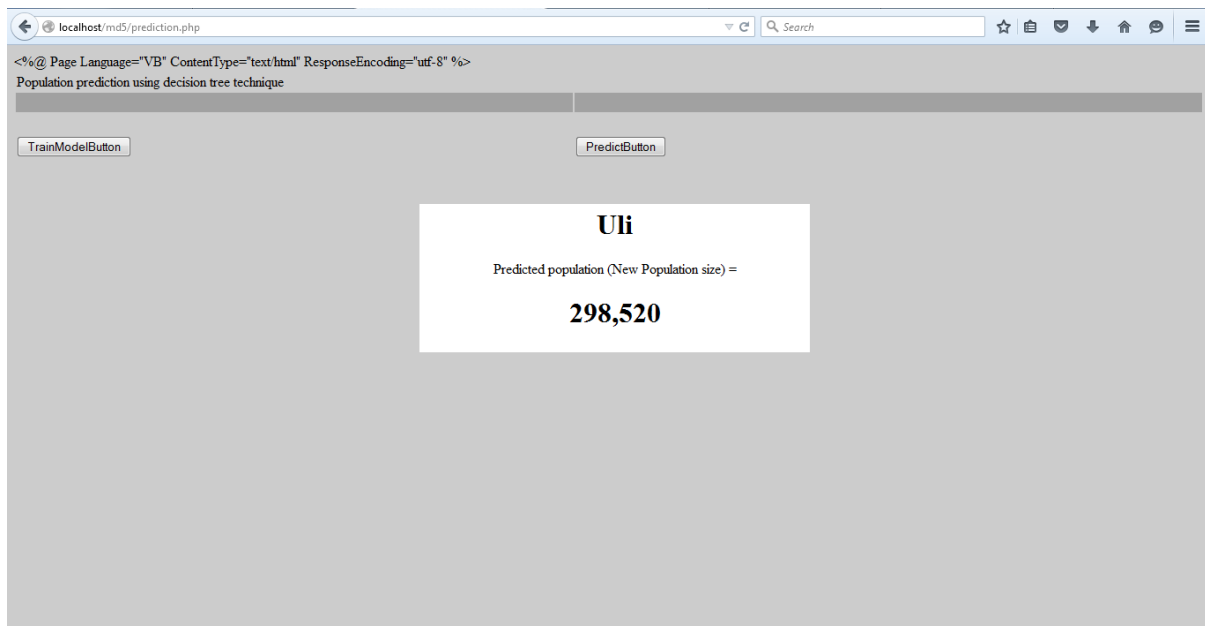 localhost/md5/prediction.php
Search
<%@ Page Language="VB" ContentType="text/html" ResponseEncoding="utf-8" %>
Population prediction using decision tree technique
TrainModelButton
PredictButton
Uli
Predicted population (New Population size) =
298,520